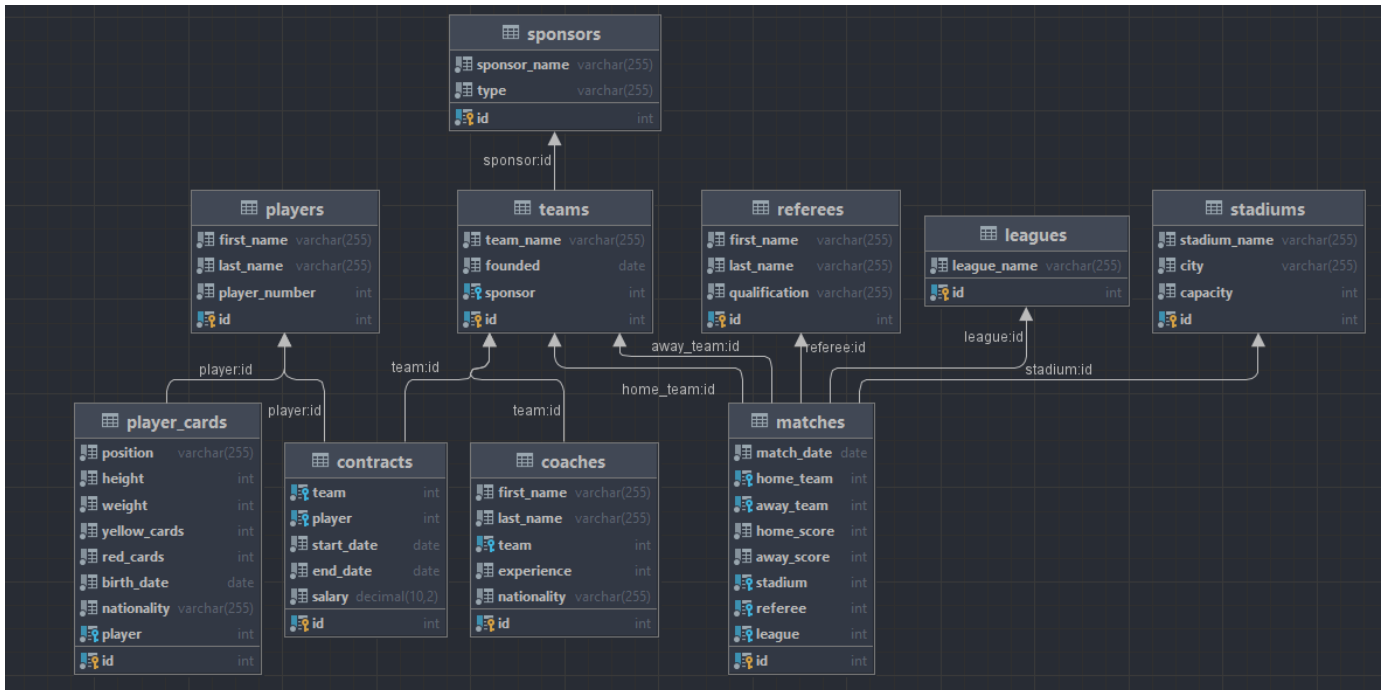 sponsors
sponsor_name varchar(255)
type varchar(255)
id int
sponsor:id
players
first_name varchar(255)
last_name varchar(255)
player_number int
id int
teams
team_name varchar(255)
founded date
sponsor int
id int
referees
first_name varchar(255)
last_name varchar(255)
qualification varchar(255)
id int
leagues
league_name varchar(255)
id int
stadiums
stadium_name varchar(255)
city varchar(255)
capacity int
id int
player:id
player:id
team:id
team:id
away_team:id
home_team:id
referee:id
league:id
stadium:id
player_cards
position varchar(255)
height int
weight int
yellow_cards int
red_cards int
birth_date date
nationality varchar(255)
player int
id int
contracts
team int
player int
start_date date
end_date date
salary decimal(10,2)
id int
coaches
first_name varchar(255)
last_name varchar(255)
team int
experience int
nationality varchar(255)
id int
matches
match_date date
home_team int
away_team int
home_score int
away_score int
stadium int
referee int
league int
id int